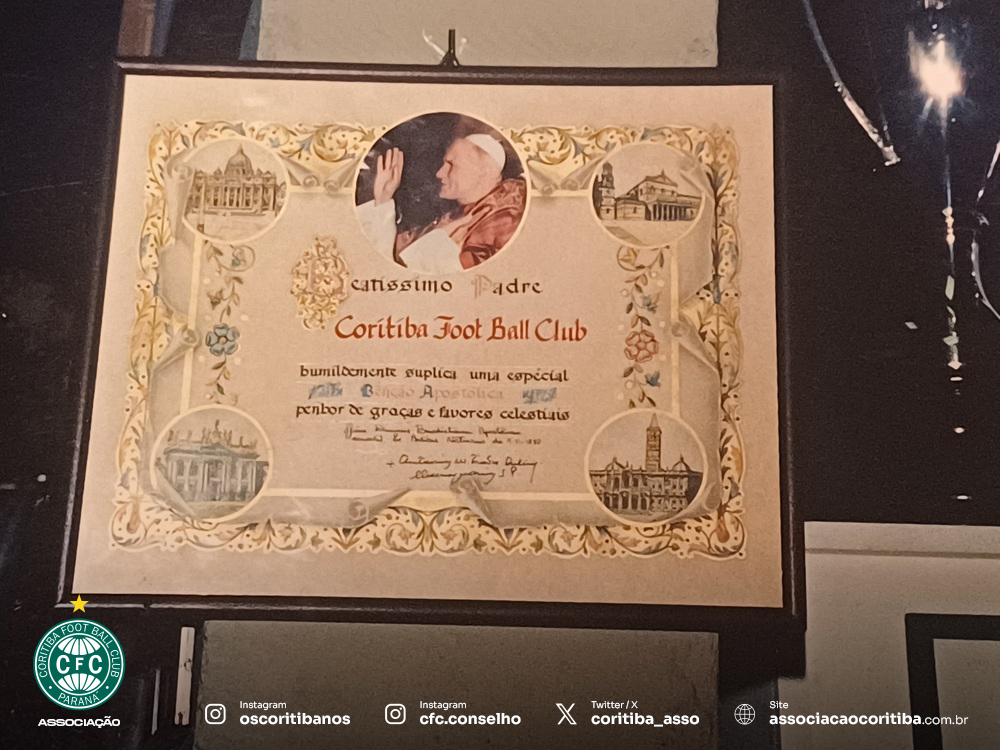 Beatissimo Padre
Coritiba Foot Ball Club
humildemente suplica uma especial
Benção Apostolica
penhor de graças e favores celestiais
CORITIBA FOOT BALL CLUB
CFC
PARANÁ
ASSOCIAÇÃO
Instagram
oscoritibanos
Instagram
cfc.conselho
Twitter / X
coritiba_asso
Site
associacaocoritiba.com.br